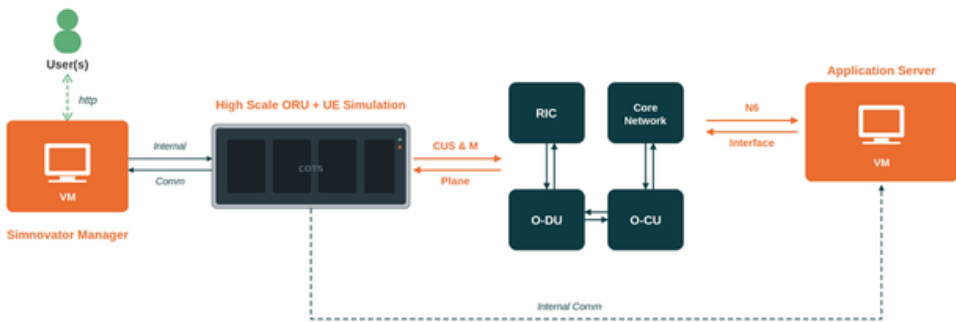 User(s)
http
VM
Simnovator Manager
Internal
Comm
High Scale ORU + UE Simulation
COTS
CUS & M
Plane
RIC
Core
Network
O-DU
O-CU
N6
Interface
Application Server
VM
Internal Comm